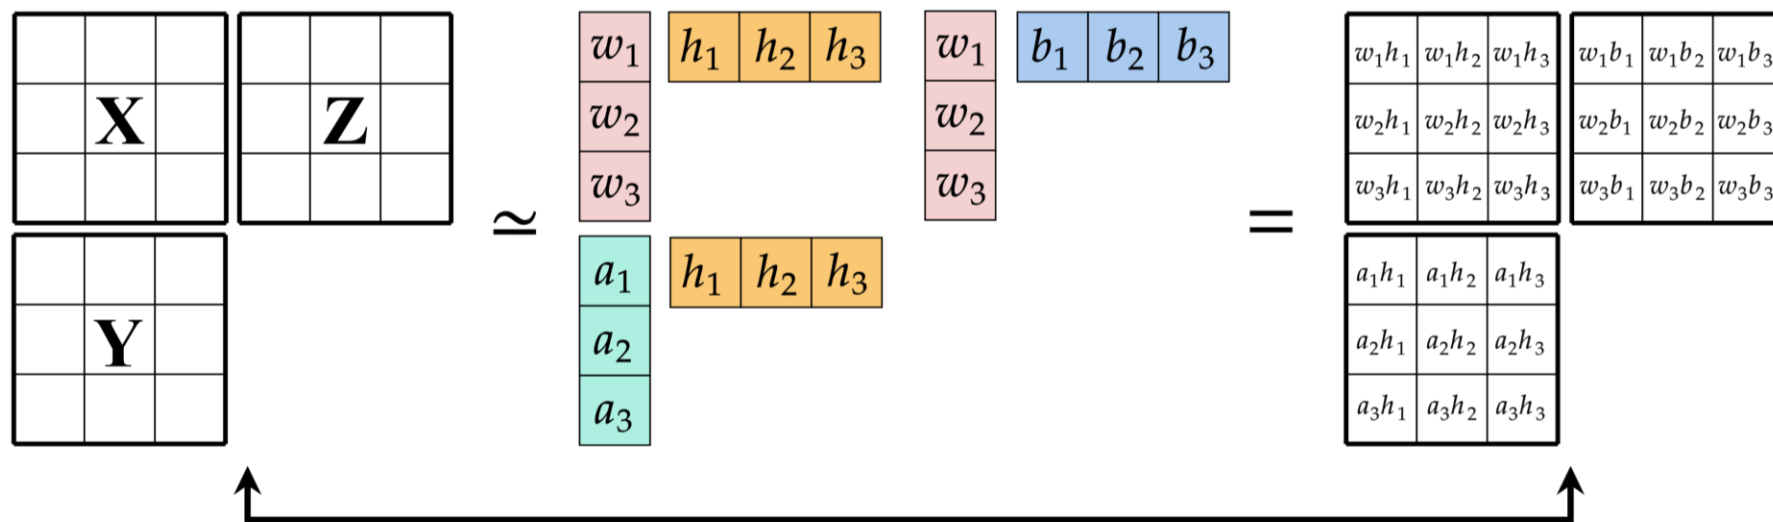 w₁ h₁ h₂ h₃ w₁ b₁ b₂ b₃ w₁h₁ w₁h₂ w₁h₃ w₁b₁ w₁b₂ w₁b₃
X Z w₂ w₂ w₂h₁ w₂h₂ w₂h₃ w₂b₁ w₂b₂ w₂b₃
w₃ w₃ w₃h₁ w₃h₂ w₃h₃ w₃b₁ w₃b₂ w₃b₃
≃ =
a₁ h₁ h₂ h₃ a₁h₁ a₁h₂ a₁h₃
Y a₂ a₂h₁ a₂h₂ a₂h₃
a₃ a₃h₁ a₃h₂ a₃h₃